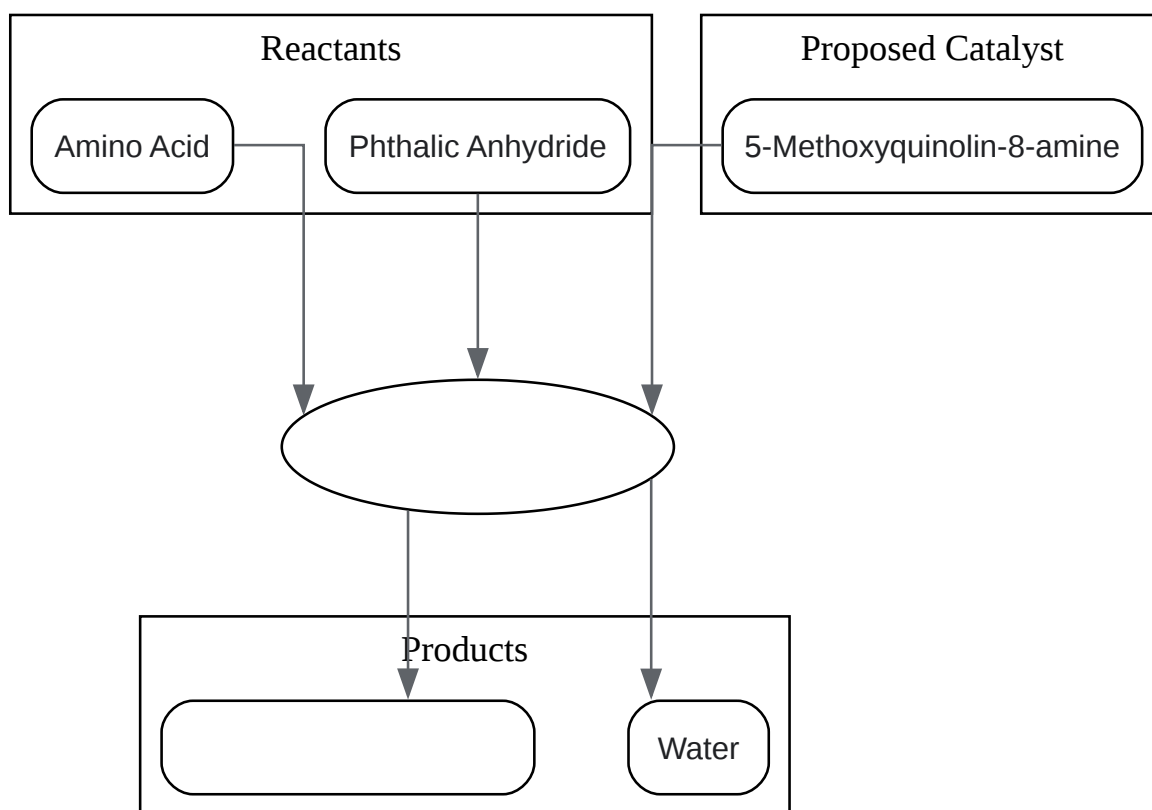 Reactants
Proposed Catalyst
Amino Acid
Phthalic Anhydride
5-Methoxyquinolin-8-amine
Products
Water